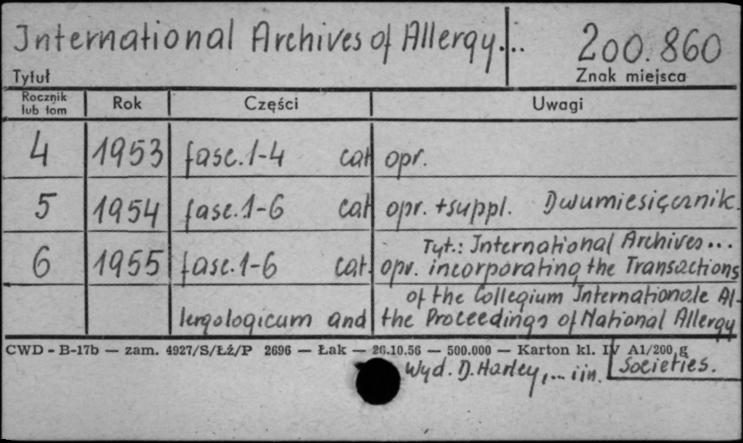 International Archives of Allergy... 200.860
Tytuł Znak miejsca
Rocznik lub tom Rok Części Uwagi
4 1953 fasc. 1-4 cał opr.
5 1954 fasc. 1-6 cał opr. + suppl. Dwumiesięcznik.
Tyt.: International Archives...
6 1955 fasc. 1-6 cał. opr. incorporating the Transactions
of the Collegium Internationale Al-
lergologicum and the Proceedings of National Allergy
CWD - B-17b — zam. 4927/S/Łź/P 2696 — Łak — 26.10.56 — 500.000 — Karton kl. IV A1/200 g
Societies.
Wyd. D. Harley,... i in.